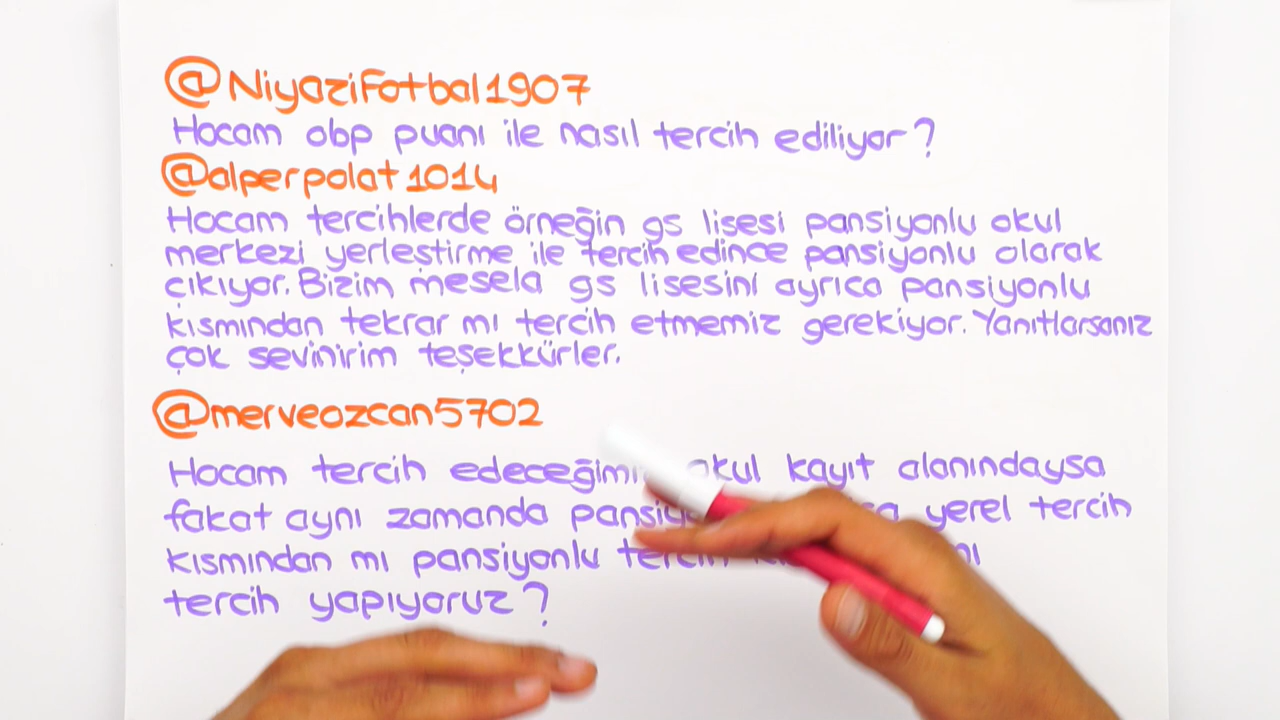 @NiyaziFotbal1907
Hocam obp puanı ile nasıl tercih ediliyor?
@alperpolat1014
Hocam tercihlerde örneğin gs lisesi pansiyonlu okul
merkezi yerleştirme ile tercih edince pansiyonlu olarak
çıkıyor. Bizim mesela gs lisesini ayrıca pansiyonlu
kısmından tekrar mı tercih etmemiz gerekiyor. Yanıtlarsanız
çok sevinirim teşekkürler.
@merveozcan5702
Hocam tercih okul kayıt alanındaysa
fakat aynı zamanda yerel tercih
kısmından mı pansiyonlu tercih
tercih yapıyoruz?